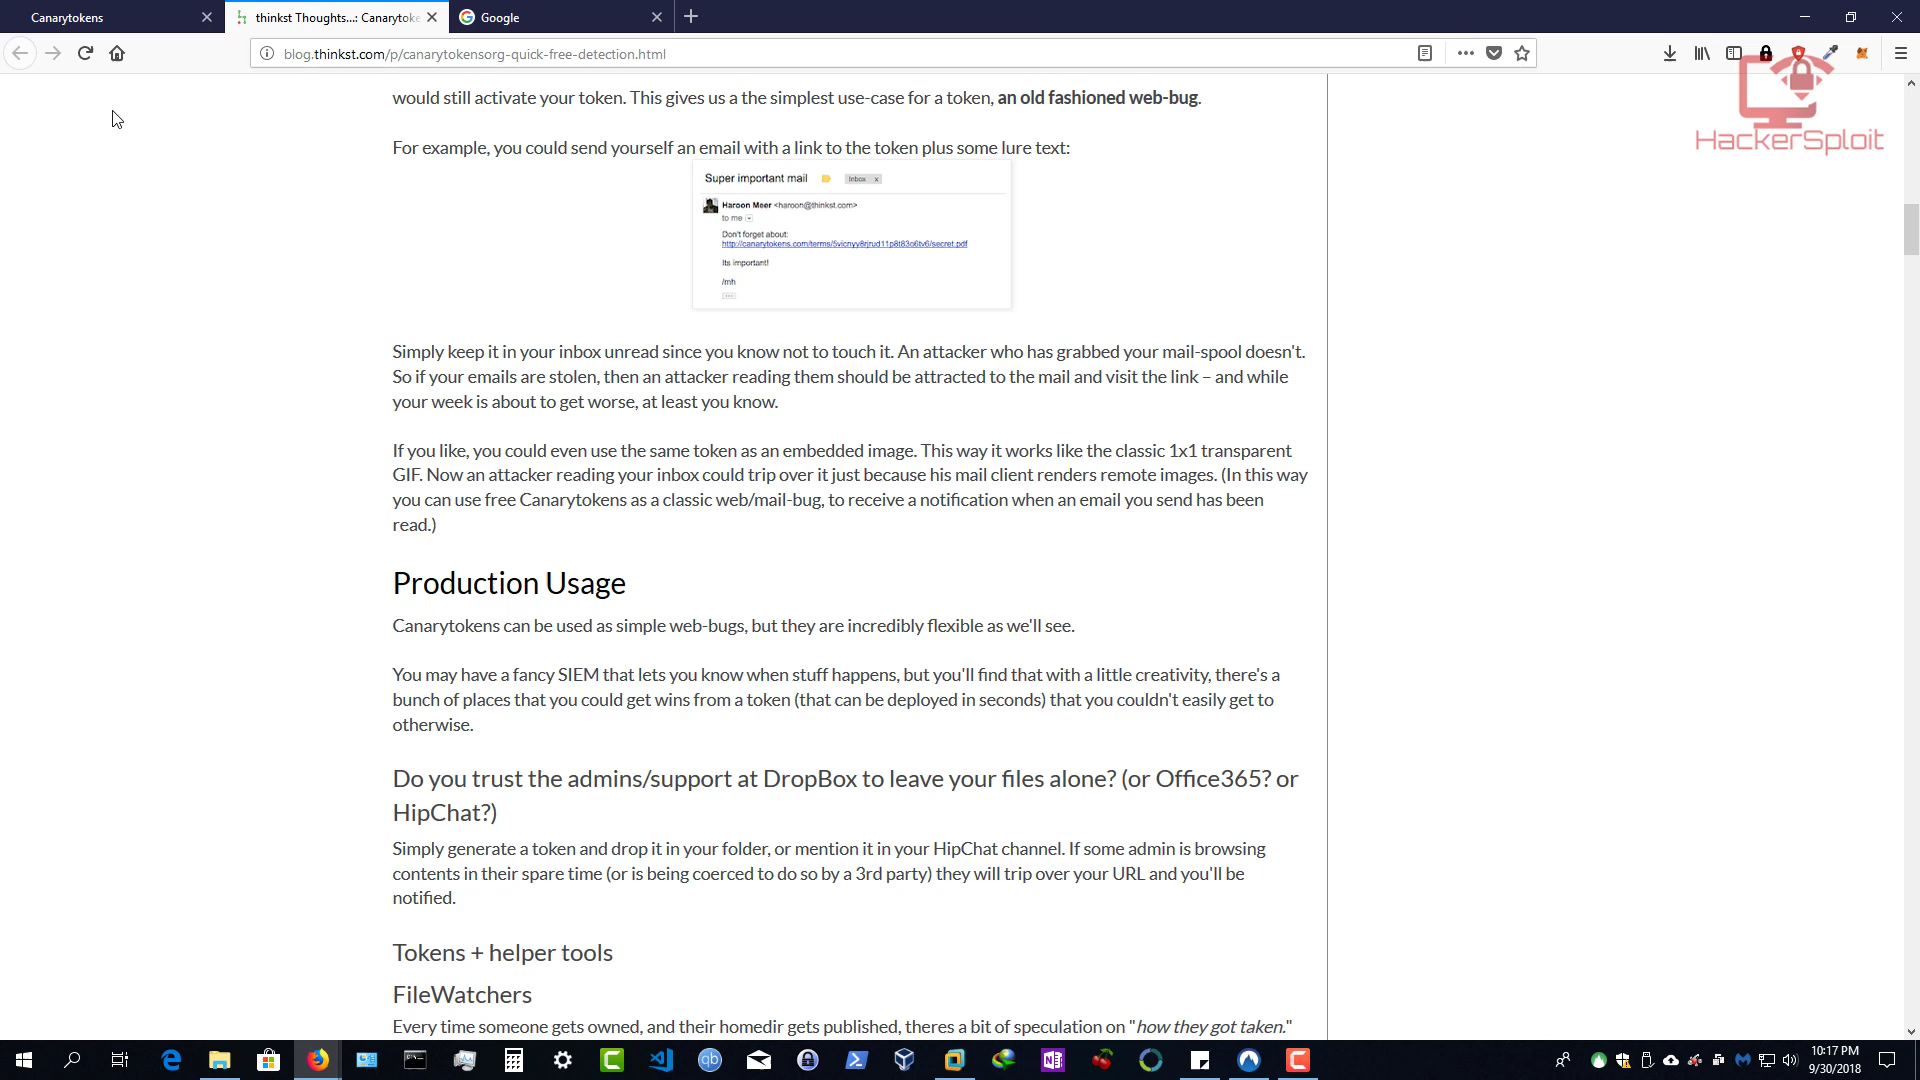 Canarytokens
thinkst Thoughts...: Canarytoke
Google
blog.thinkst.com/p/canarytokensorg-quick-free-detection.html
HackerSploit
would still activate your token. This gives us a the simplest use-case for a token, an old fashioned web-bug.
For example, you could send yourself an email with a link to the token plus some lure text:
Super important mail
Inbox x
Haroon Meer <haroon@thinkst.com>
to me
Don't forget about:
http://canarytokens.com/terms/5vicnyy8rjrud11p8t83o6tv6/secret.pdf
Its important!
/mh
Simply keep it in your inbox unread since you know not to touch it. An attacker who has grabbed your mail-spool doesn't.
So if your emails are stolen, then an attacker reading them should be attracted to the mail and visit the link – and while
your week is about to get worse, at least you know.
If you like, you could even use the same token as an embedded image. This way it works like the classic 1x1 transparent
GIF. Now an attacker reading your inbox could trip over it just because his mail client renders remote images. (In this way
you can use free Canarytokens as a classic web/mail-bug, to receive a notification when an email you send has been
read.)
Production Usage
Canarytokens can be used as simple web-bugs, but they are incredibly flexible as we'll see.
You may have a fancy SIEM that lets you know when stuff happens, but you'll find that with a little creativity, there's a
bunch of places that you could get wins from a token (that can be deployed in seconds) that you couldn't easily get to
otherwise.
Do you trust the admins/support at DropBox to leave your files alone? (or Office365? or
HipChat?)
Simply generate a token and drop it in your folder, or mention it in your HipChat channel. If some admin is browsing
contents in their spare time (or is being coerced to do so by a 3rd party) they will trip over your URL and you'll be
notified.
Tokens + helper tools
FileWatchers
Every time someone gets owned, and their homedir gets published, theres a bit of speculation on "how they got taken."
qb
N
10:17 PM
9/30/2018